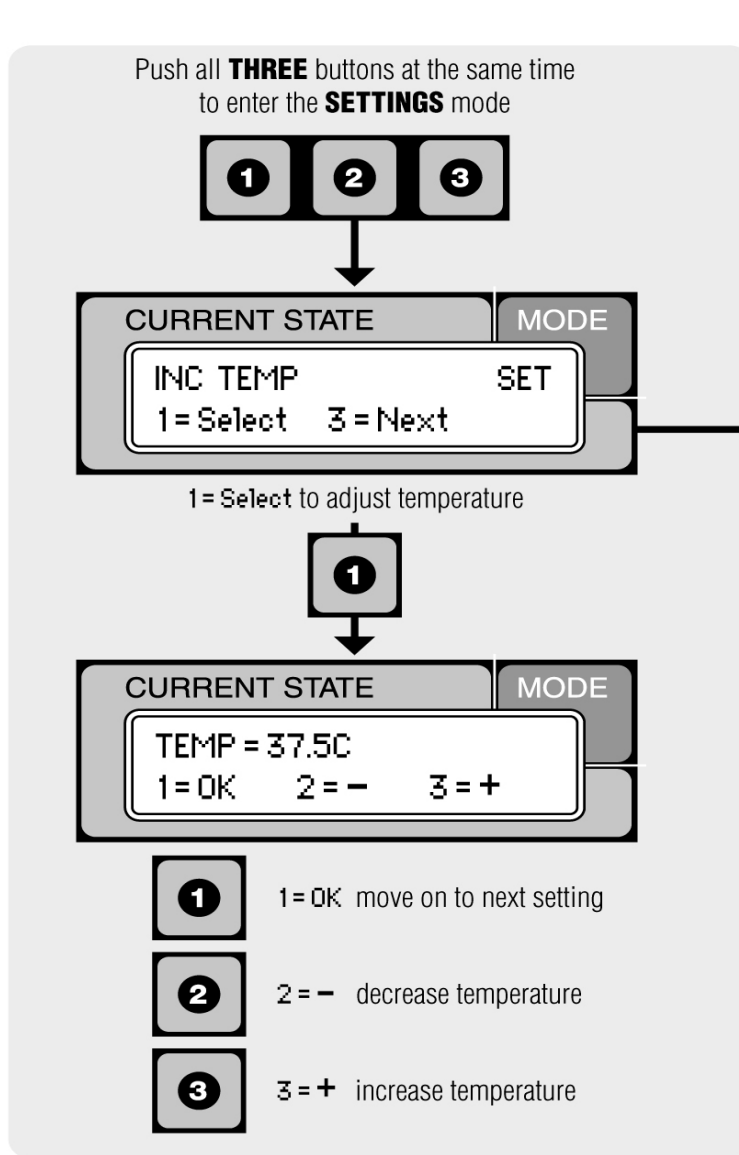 Push all THREE buttons at the same time
to enter the SETTINGS mode
1 2 3
CURRENT STATE MODE
INC TEMP SET
1=Select 3=Next
1=Select to adjust temperature
1
CURRENT STATE MODE
TEMP=37.5C
1=OK 2=− 3=+
1 1=OK move on to next setting
2 2=− decrease temperature
3 3=+ increase temperature